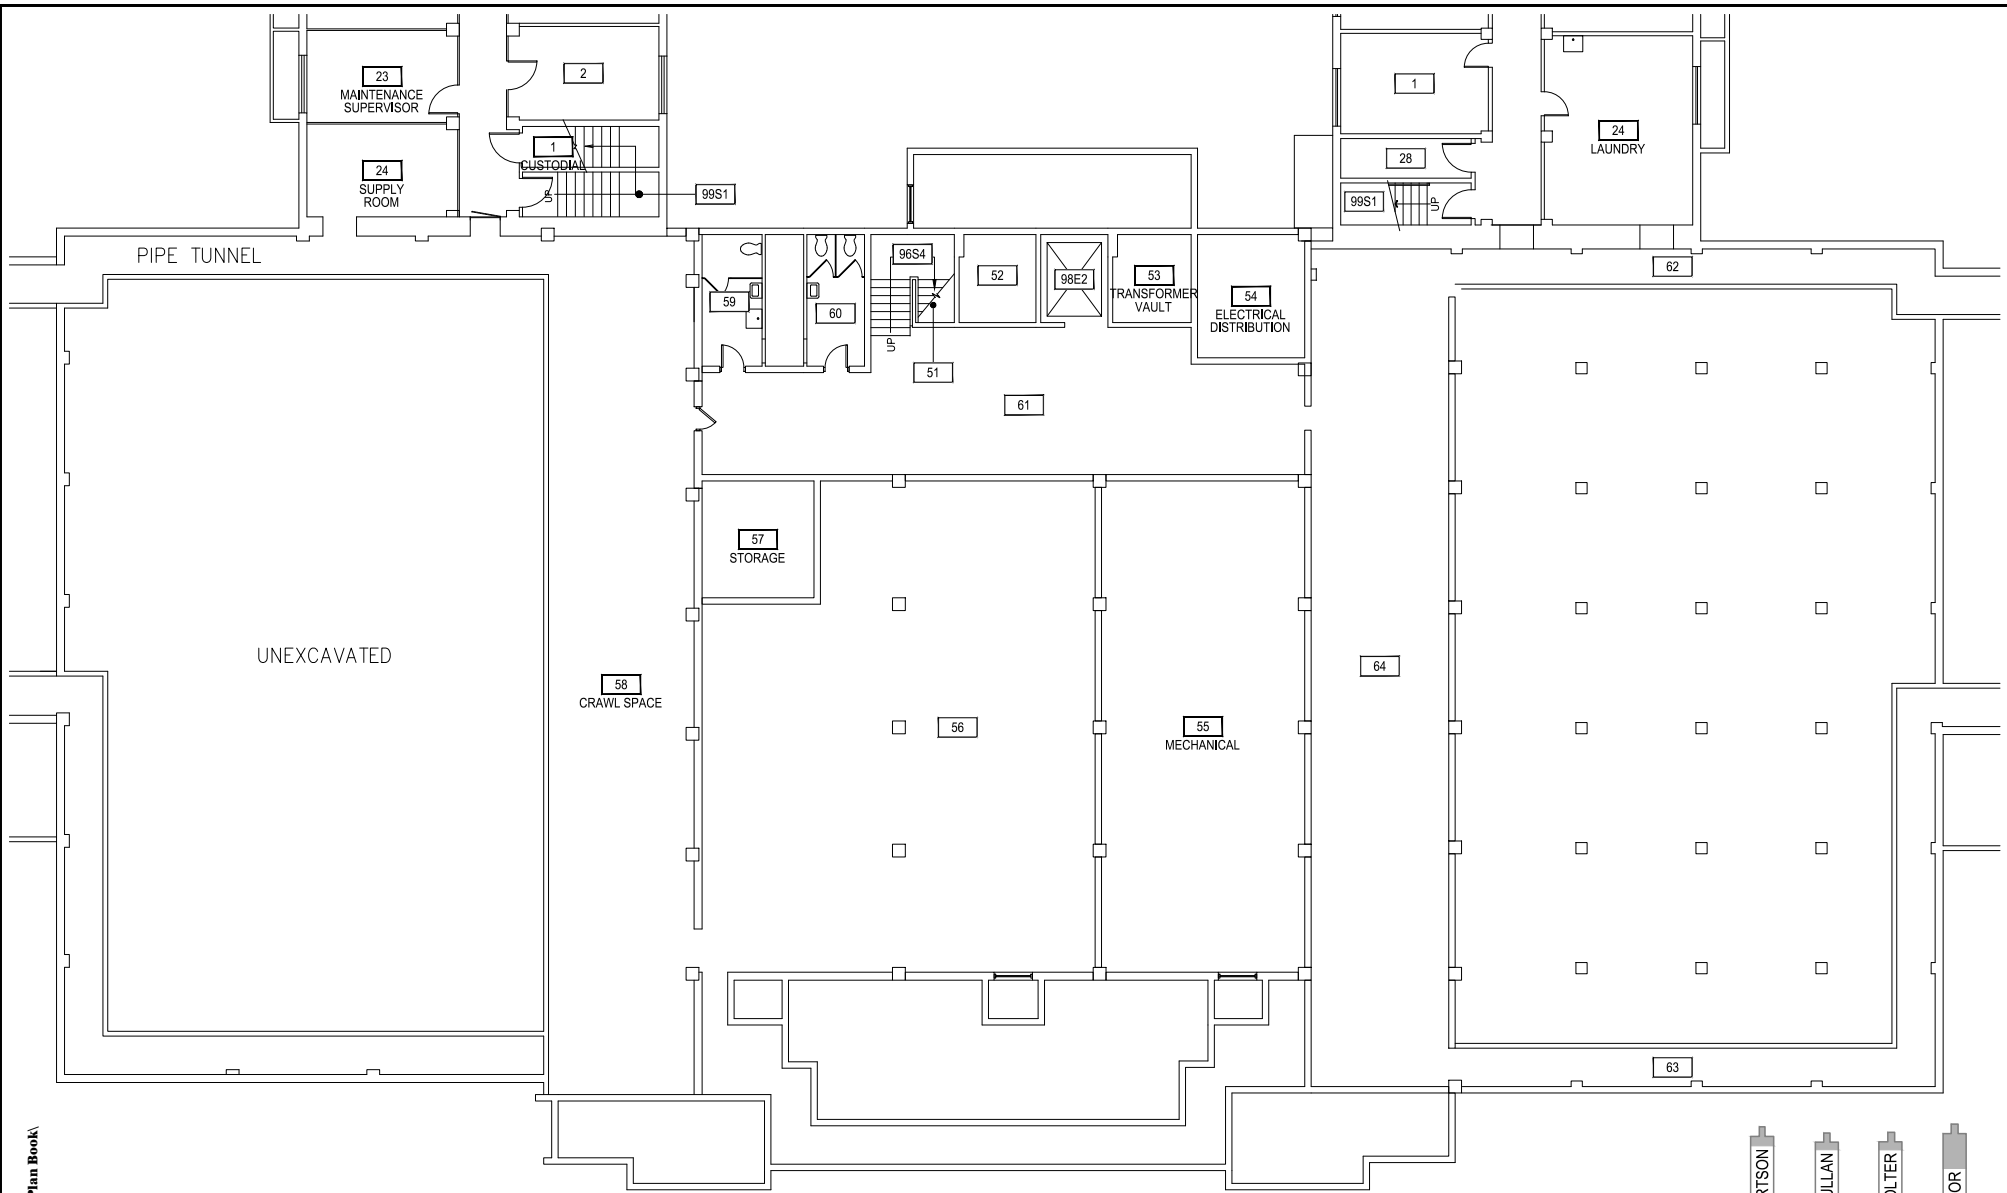 23
MAINTENANCE
SUPERVISOR
2
1
24
LAUNDRY
1
CUSTODIAL
28
24
SUPPLY
ROOM
UP
99S1
99S1
UP
PIPE TUNNEL
96S4
52
98E2
53
TRANSFORMER
VAULT
54
ELECTRICAL
DISTRIBUTION
62
59
60
UP
51
61
57
STORAGE
UNEXCAVATED
58
CRAWL SPACE
56
55
MECHANICAL
64
63
Plan Book\
RTSON
LLAN
OLTER
OR